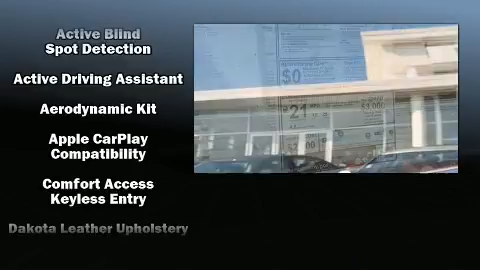 Active Blind
Spot Detection
Active Driving Assistant
Aerodynamic Kit
Apple CarPlay
Compatibility
Comfort Access
Keyless Entry
Dakota Leather Upholstery
$0